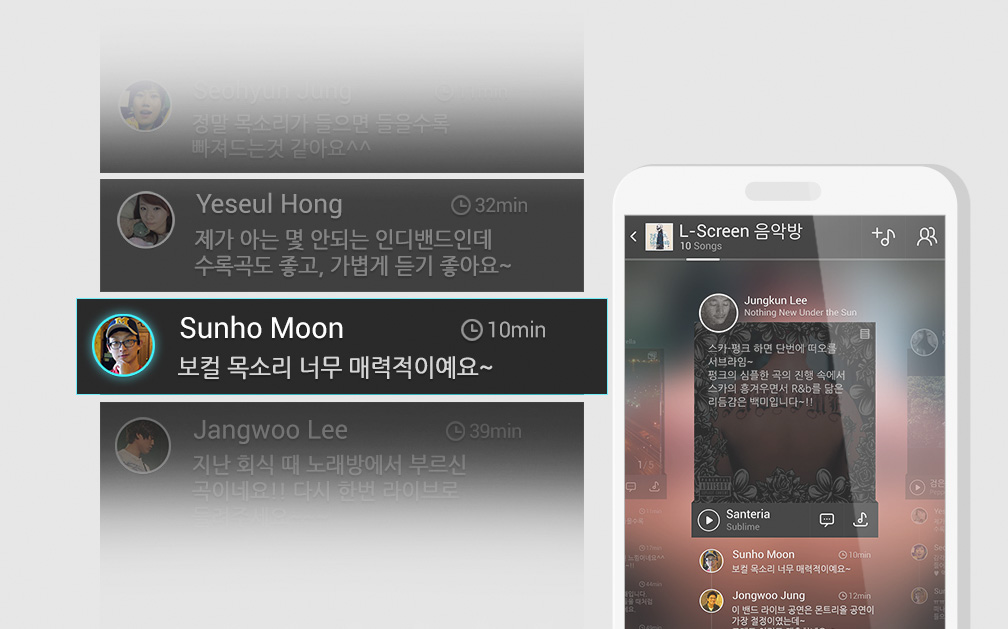 Seohyun Jung
정말 목소리가 들으면 들을수록
빠져드는것 같아요^^
Yeseul Hong
32min
제가 아는 몇 안되는 인디밴드인데
수록곡도 좋고, 가볍게 듣기 좋아요~
Sunho Moon
10min
보컬 목소리 너무 매력적이예요~
Jangwoo Lee
39min
지난 회식 때 노래방에서 부르신
곡이네요!! 다시 한번 라이브로
L-Screen 음악방
10 Songs
Jungkun Lee
Nothing New Under the Sun
스카-펑크 하면 단번에 떠오를
서브라임~
펑크의 심플한 곡의 진행 속에서
스카의 흥겨우면서 R&b를 닮은
리듬감은 백미입니다~!!
1/5
Santeria
Sublime
Sunho Moon
10min
보컬 목소리 너무 매력적이예요~
Jongwoo Jung
12min
이 밴드 라이브 공연은 몬트리올 공연이
가장 결정이였는데~